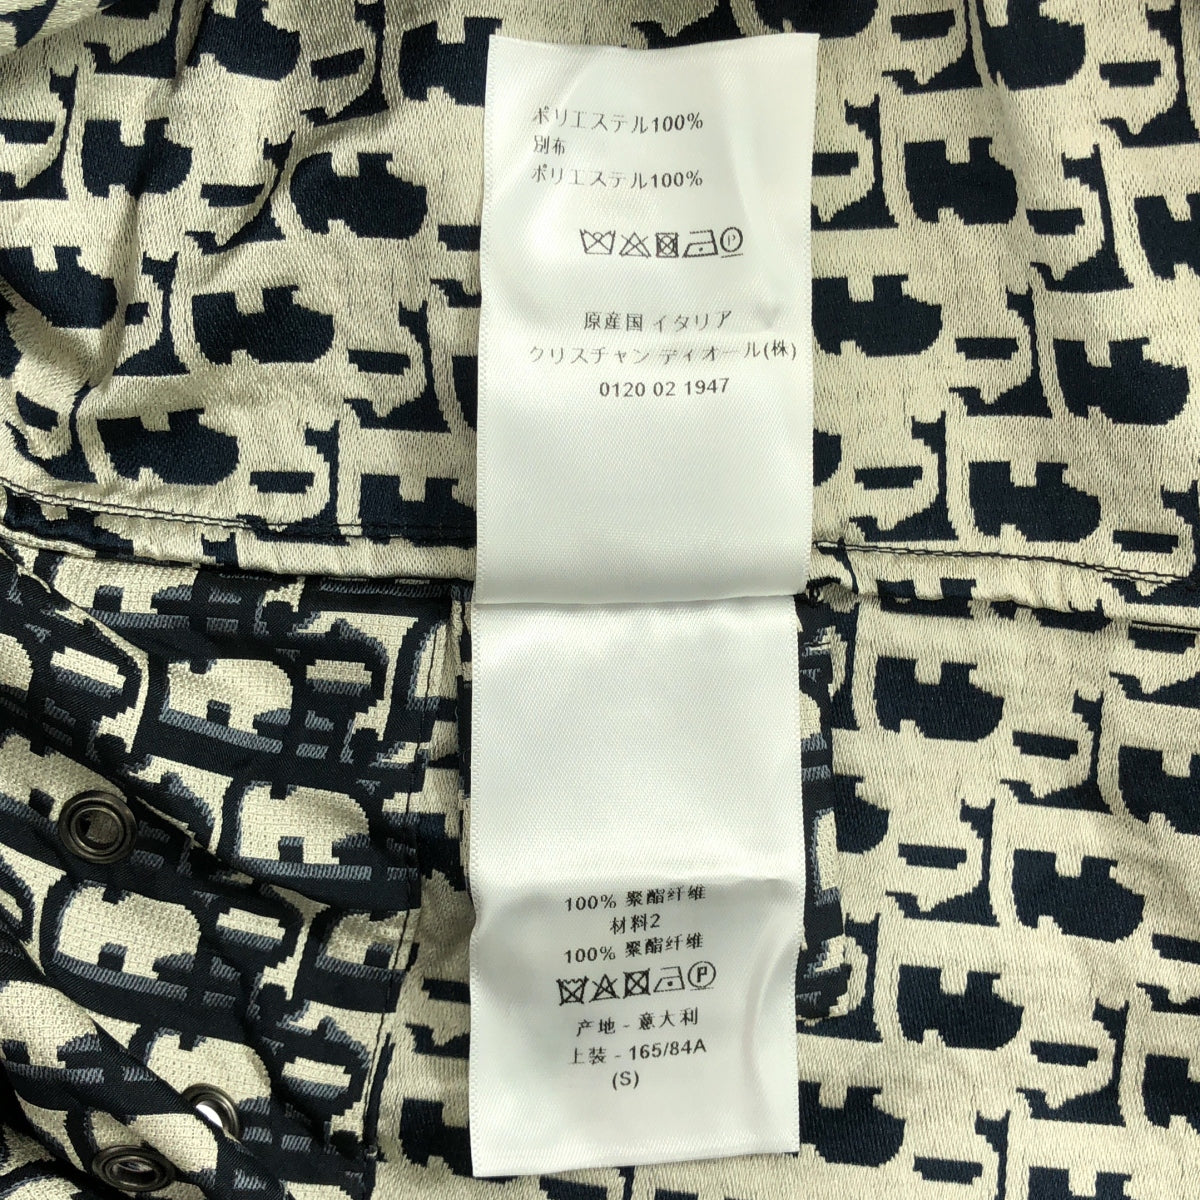 ポリエステル100%
別布
ポリエステル100%
P
原産国 イタリア
クリスチャン ディオール(株)
0120 02 1947
100% 聚酯纤维
材料2
100% 聚酯纤维
P
产地 - 意大利
上装 - 165/84A
(S)